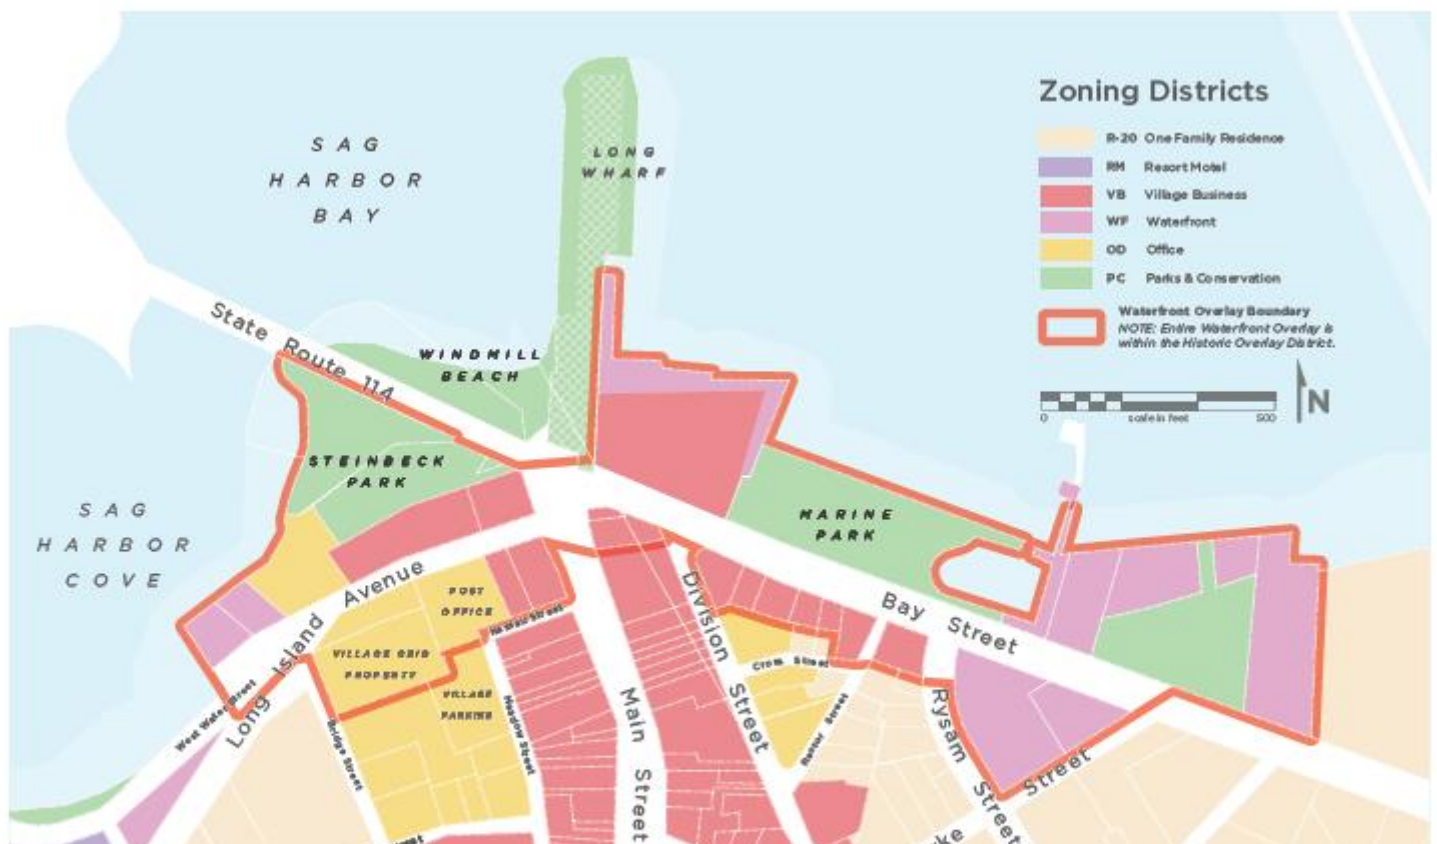 Zoning Districts
R-20 One Family Residence
RM Resort Motel
VB Village Business
WF Waterfront
OD Office
PC Parks & Conservation
Waterfront Overlay Boundary
NOTE: Entire Waterfront Overlay is
within the Historic Overlay District.
0 scale in feet 500
N
SAG
HARBOR
BAY
LONG
WHARF
State Route 114
WINDMILL
BEACH
STEINBECK
PARK
MARINE
PARK
SAG
HARBOR
COVE
Long Island Avenue
POST
OFFICE
VILLAGE GRID
PROPERTY
VILLAGE
PARKING
West Water Street
Bridge Street
Meadow Street
Main Street
Division Street
Cross Street
Rector Street
Bay Street
Rysam Street
Street